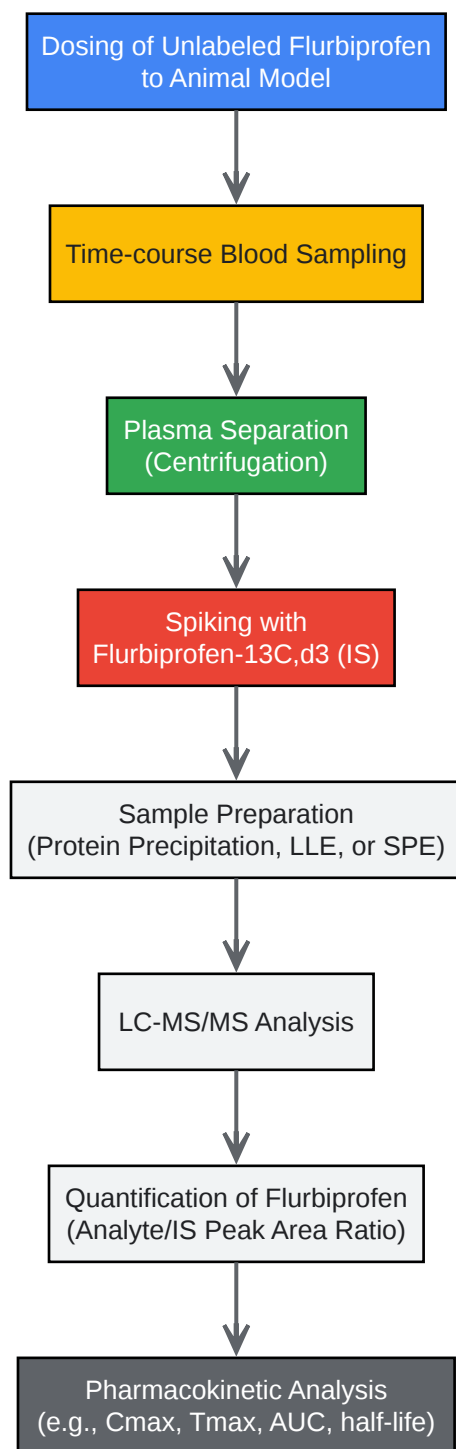 Dosing of Unlabeled Flurbiprofen
to Animal Model
Time-course Blood Sampling
Plasma Separation
(Centrifugation)
Spiking with
Flurbiprofen-13C,d3 (IS)
Sample Preparation
(Protein Precipitation, LLE, or SPE)
LC-MS/MS Analysis
Quantification of Flurbiprofen
(Analyte/IS Peak Area Ratio)
Pharmacokinetic Analysis
(e.g., Cmax, Tmax, AUC, half-life)